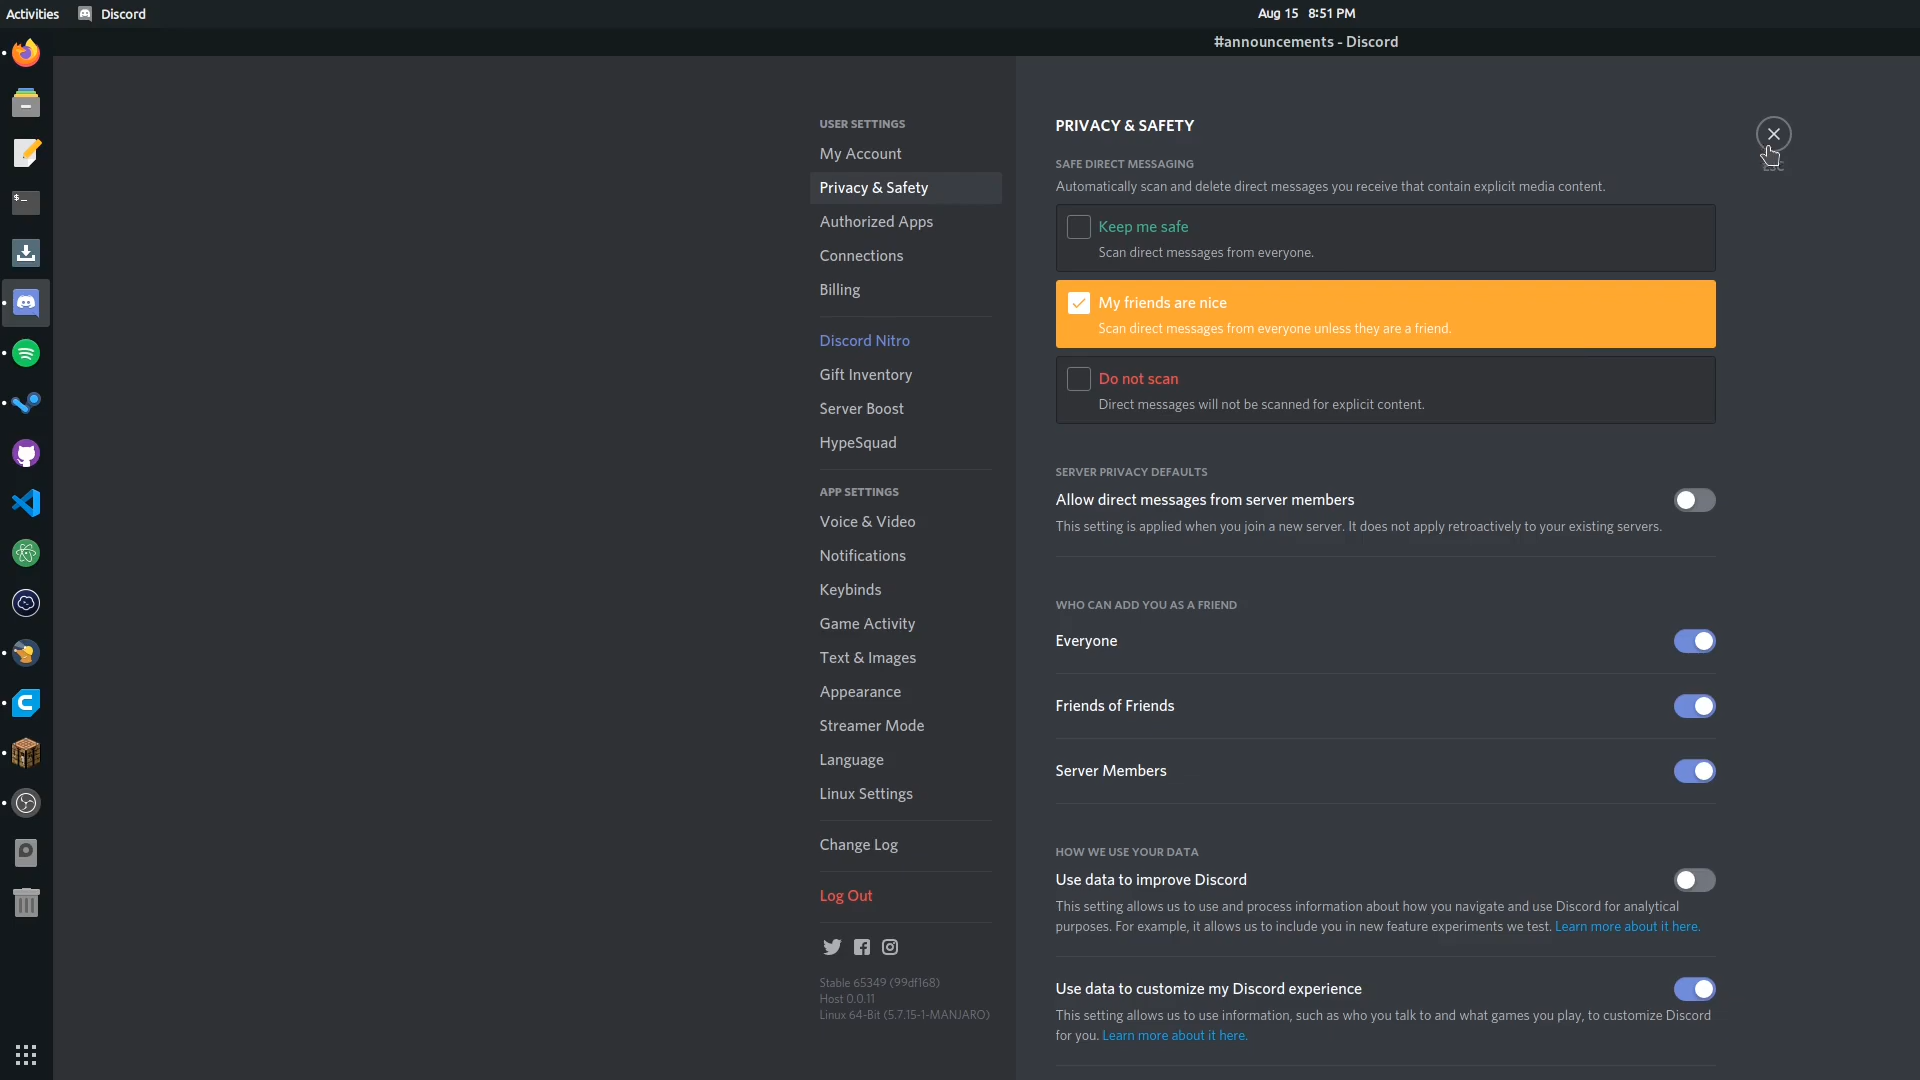 Activities
Discord
Aug 15 8:51 PM
#announcements - Discord
USER SETTINGS
My Account
Privacy & Safety
Authorized Apps
Connections
Billing
Discord Nitro
Gift Inventory
Server Boost
HypeSquad
APP SETTINGS
Voice & Video
Notifications
Keybinds
Game Activity
Text & Images
Appearance
Streamer Mode
Language
Linux Settings
Change Log
Log Out
Stable 65349 (99df168)
Host 0.0.11
Linux 64-Bit (5.7.15-1-MANJARO)
PRIVACY & SAFETY
ESC
SAFE DIRECT MESSAGING
Automatically scan and delete direct messages you receive that contain explicit media content.
Keep me safe
Scan direct messages from everyone.
My friends are nice
Scan direct messages from everyone unless they are a friend.
Do not scan
Direct messages will not be scanned for explicit content.
SERVER PRIVACY DEFAULTS
Allow direct messages from server members
This setting is applied when you join a new server. It does not apply retroactively to your existing servers.
WHO CAN ADD YOU AS A FRIEND
Everyone
Friends of Friends
Server Members
HOW WE USE YOUR DATA
Use data to improve Discord
This setting allows us to use and process information about how you navigate and use Discord for analytical
purposes. For example, it allows us to include you in new feature experiments we test. Learn more about it here.
Use data to customize my Discord experience
This setting allows us to use information, such as who you talk to and what games you play, to customize Discord
for you. Learn more about it here.